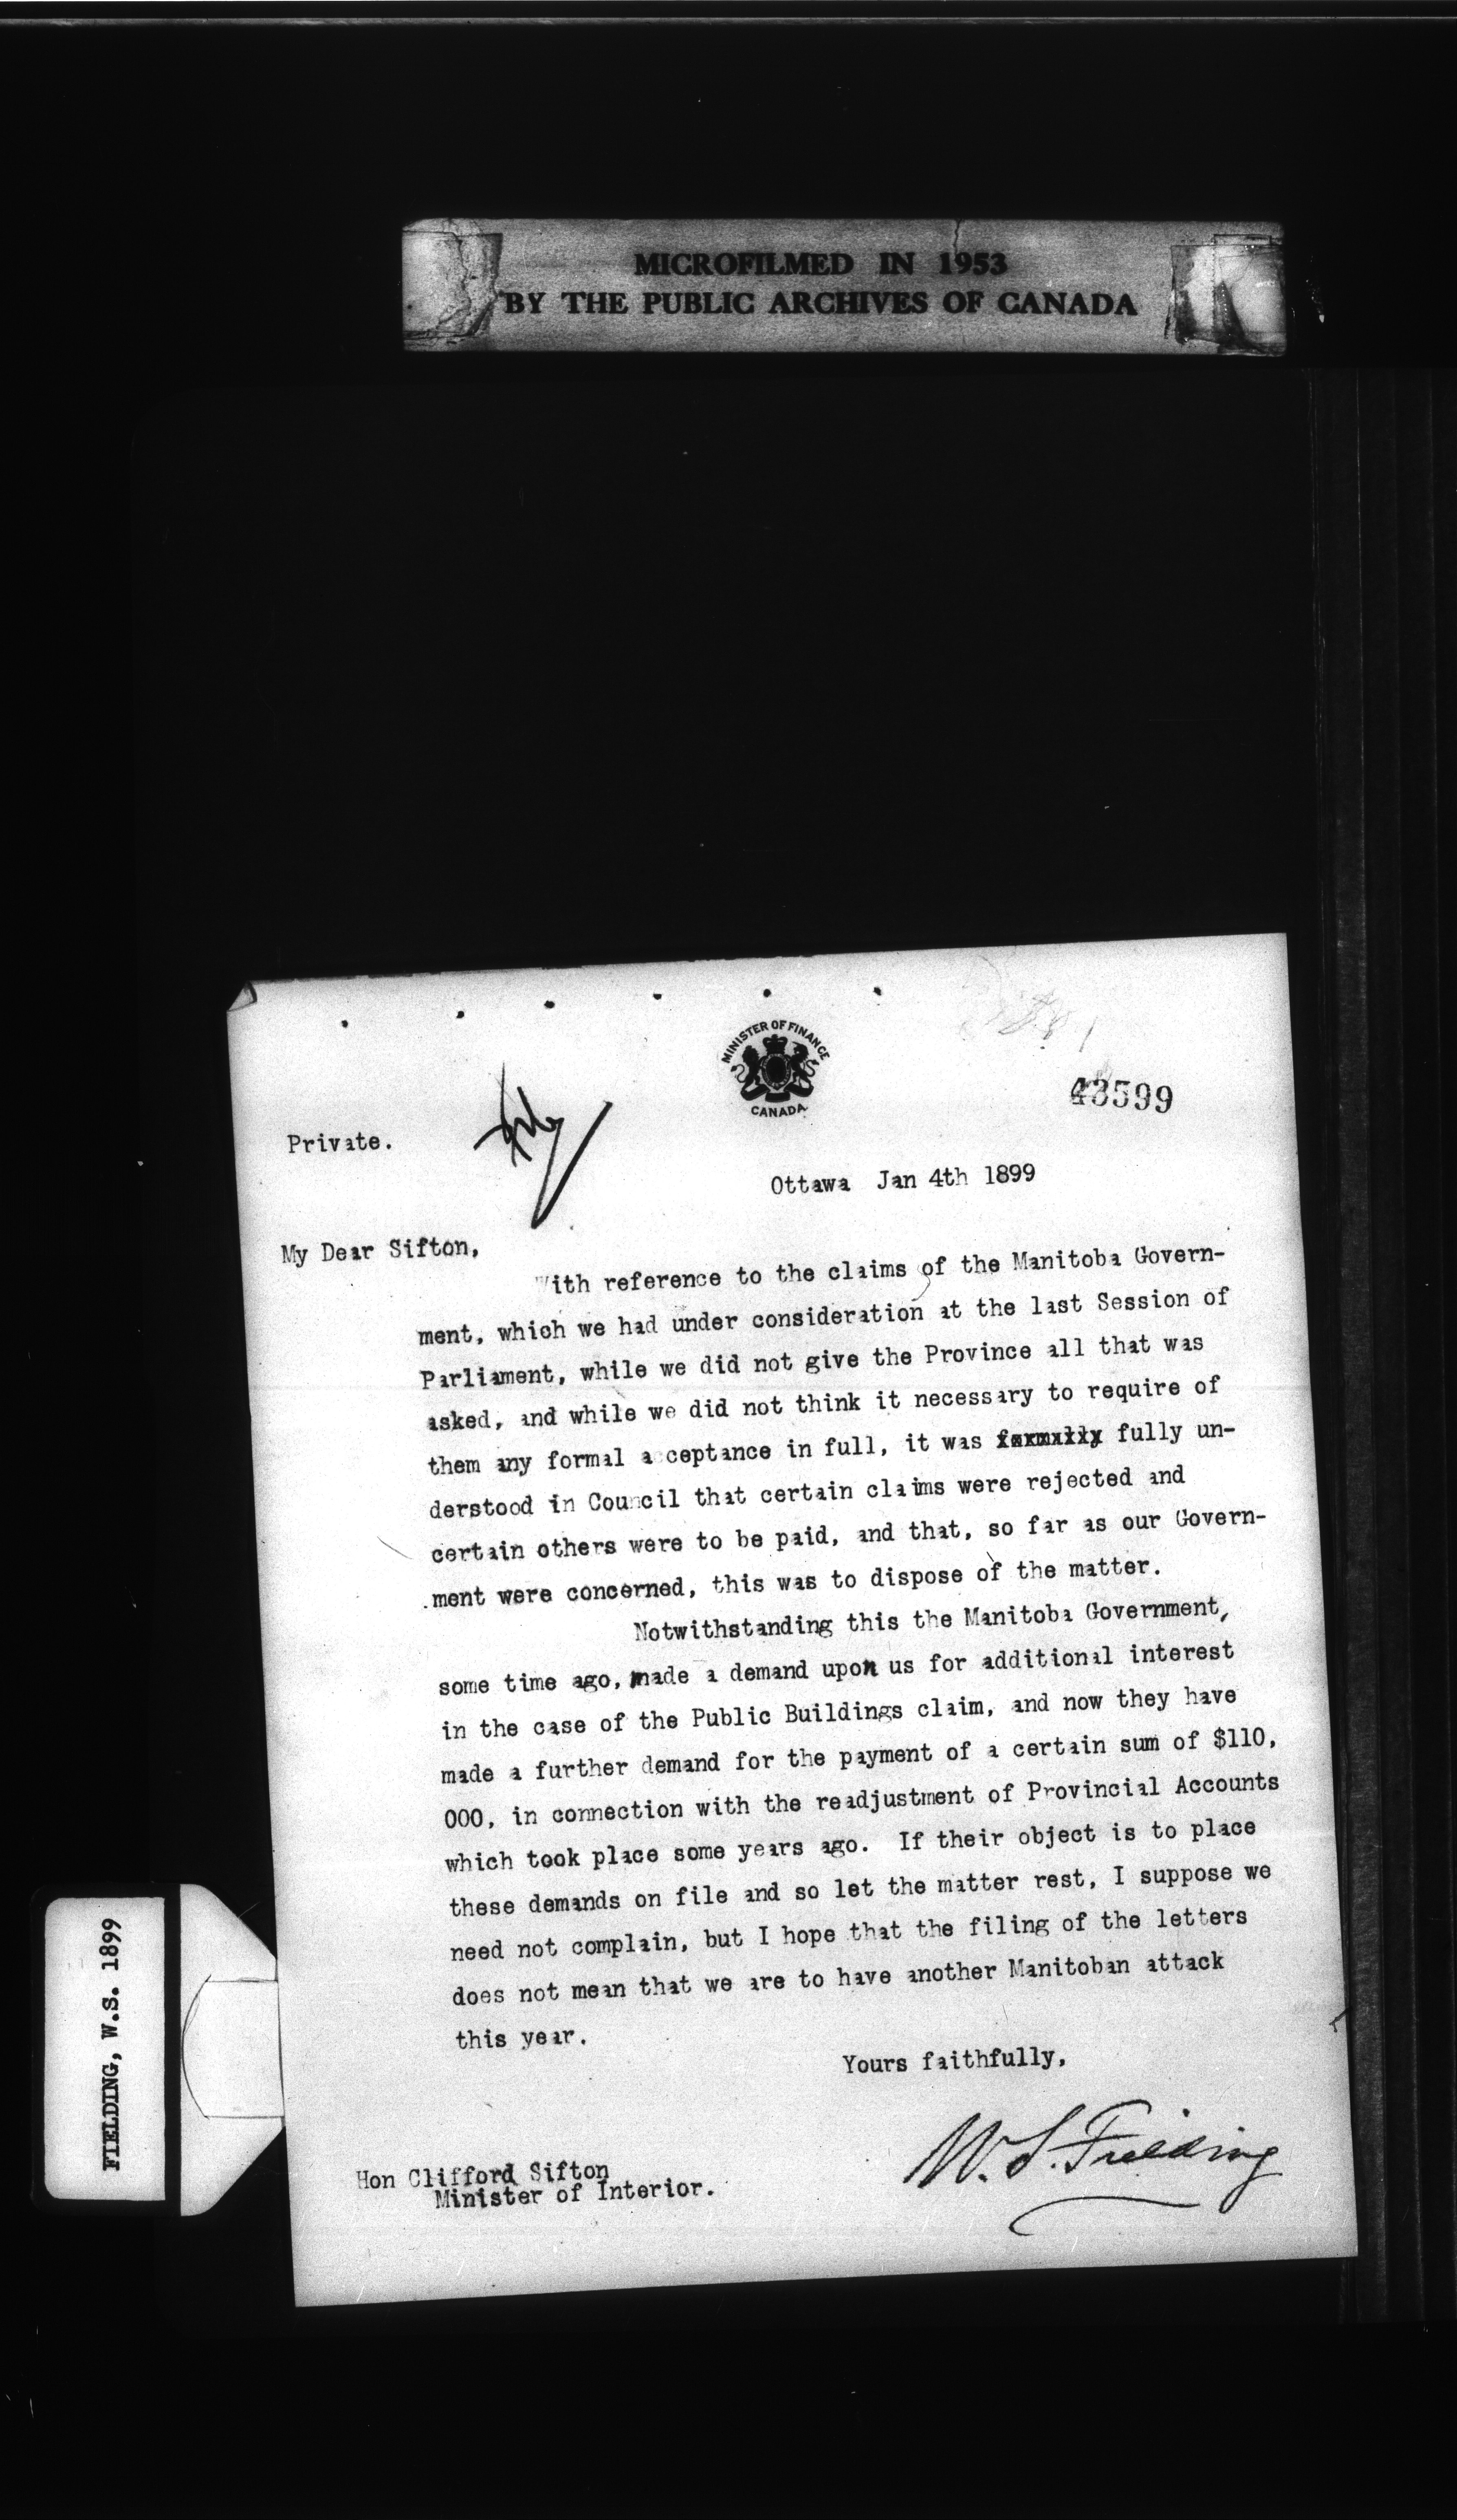 MICROFILMED IN 1953
BY THE PUBLIC ARCHIVES OF CANADA
MINISTER OF FINANCE
CANADA
43599
Private.
Ottawa Jan 4th 1899
My Dear Sifton,
With reference to the claims of the Manitoba Govern-
ment, which we had under consideration at the last Session of
Parliament, while we did not give the Province all that was
asked, and while we did not think it necessary to require of
them any formal acceptance in full, it was formally fully un-
derstood in Council that certain claims were rejected and
certain others were to be paid, and that, so far as our Govern-
ment were concerned, this was to dispose of the matter.
Notwithstanding this the Manitoba Government,
some time ago, made a demand upon us for additional interest
in the case of the Public Buildings claim, and now they have
made a further demand for the payment of a certain sum of $110,
000, in connection with the readjustment of Provincial Accounts
which took place some years ago. If their object is to place
these demands on file and so let the matter rest, I suppose we
need not complain, but I hope that the filing of the letters
does not mean that we are to have another Manitoban attack
this year.
Yours faithfully,
W. S. Fielding
Hon Clifford Sifton
Minister of Interior.
FIELDING, W.S. 1899